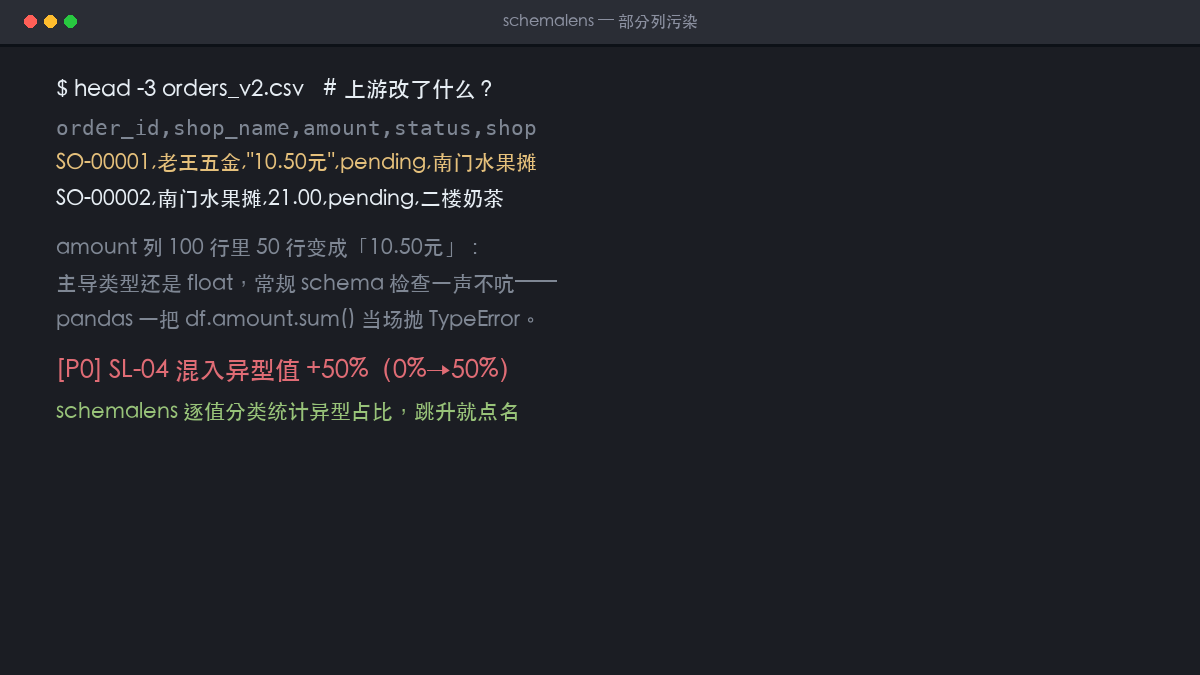 schemalens — 部分列污染
$ head -3 orders_v2.csv   # 上游改了什么？
order_id,shop_name,amount,status,shop
SO-00001,老王五金,"10.50元",pending,南门水果摊
SO-00002,南门水果摊,21.00,pending,二楼奶茶
amount 列 100 行里 50 行变成「10.50元」：
主导类型还是 float，常规 schema 检查一声不吭——
pandas 一把 df.amount.sum() 当场抛 TypeError。
[P0] SL-04 混入异型值 +50%（0%→50%）
schemalens 逐值分类统计异型占比，跳升就点名